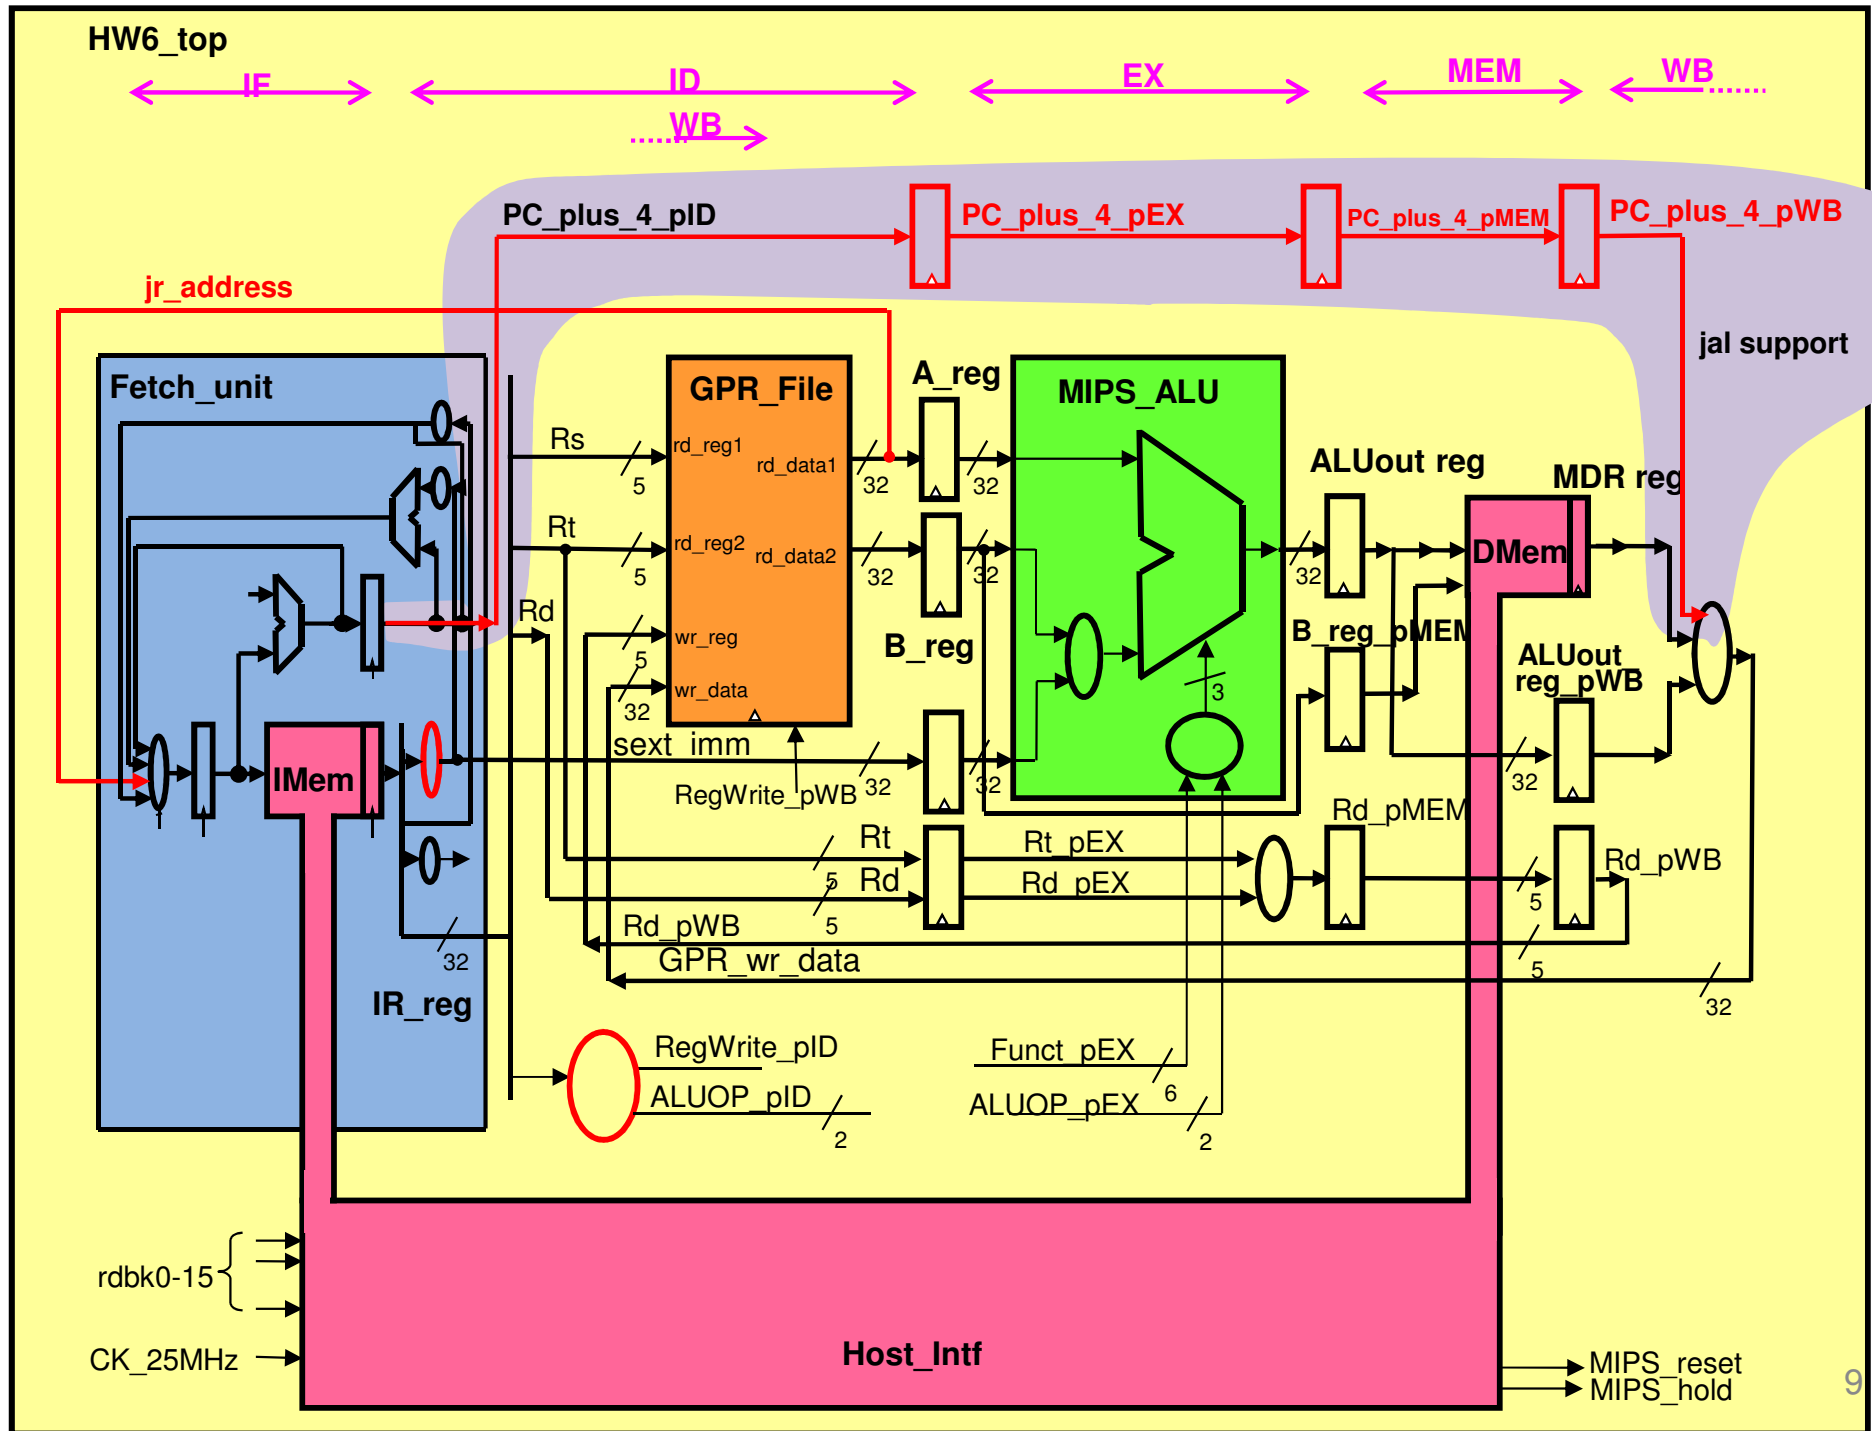 HW6_top
IF
ID
EX
MEM
WB
WB
PC_plus_4_pID
PC_plus_4_pEX
PC_plus_4_pMEM
PC_plus_4_pWB
jr_address
jal support
Fetch_unit
GPR_File
A_reg
MIPS_ALU
Rs
rd_reg1
rd_data1
5
32
32
ALUout reg
MDR reg
Rt
rd_reg2
rd_data2
5
32
32
32
DMem
Rd
wr_reg
5
B_reg
B_reg_pMEM
ALUout
reg_pWB
wr_data
32
3
sext_imm
32
32
32
IMem
RegWrite_pWB
Rd_pMEM
Rt
Rt_pEX
Rd_pWB
5
Rd
Rd_pEX
5
5
Rd_pWB
32
GPR_wr_data
5
32
IR_reg
RegWrite_pID
Funct_pEX
6
ALUOP_pID
2
ALUOP_pEX
2
rdbk0-15
CK_25MHz
Host_Intf
MIPS_reset
MIPS_hold
9